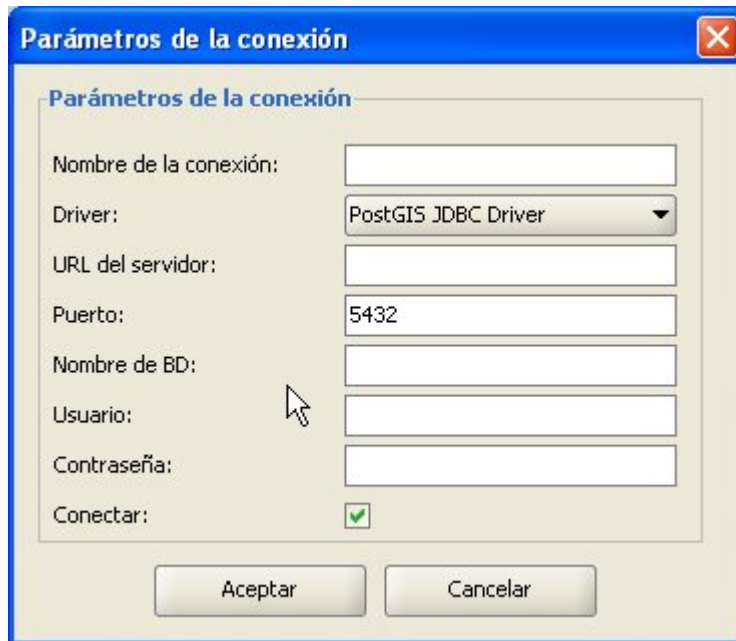 Parámetros de la conexión
Parámetros de la conexión
Nombre de la conexión:
Driver: PostGIS JDBC Driver
URL del servidor:
Puerto: 5432
Nombre de BD:
Usuario:
Contraseña:
Conectar:
Aceptar Cancelar